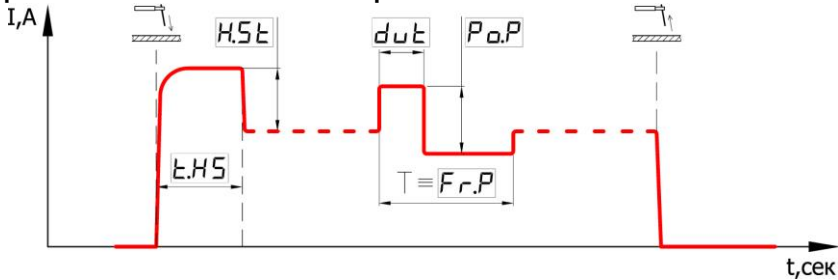 I,A
H.St
dut
Po.P
t.HS
T ≡ Fr.P
t,сек